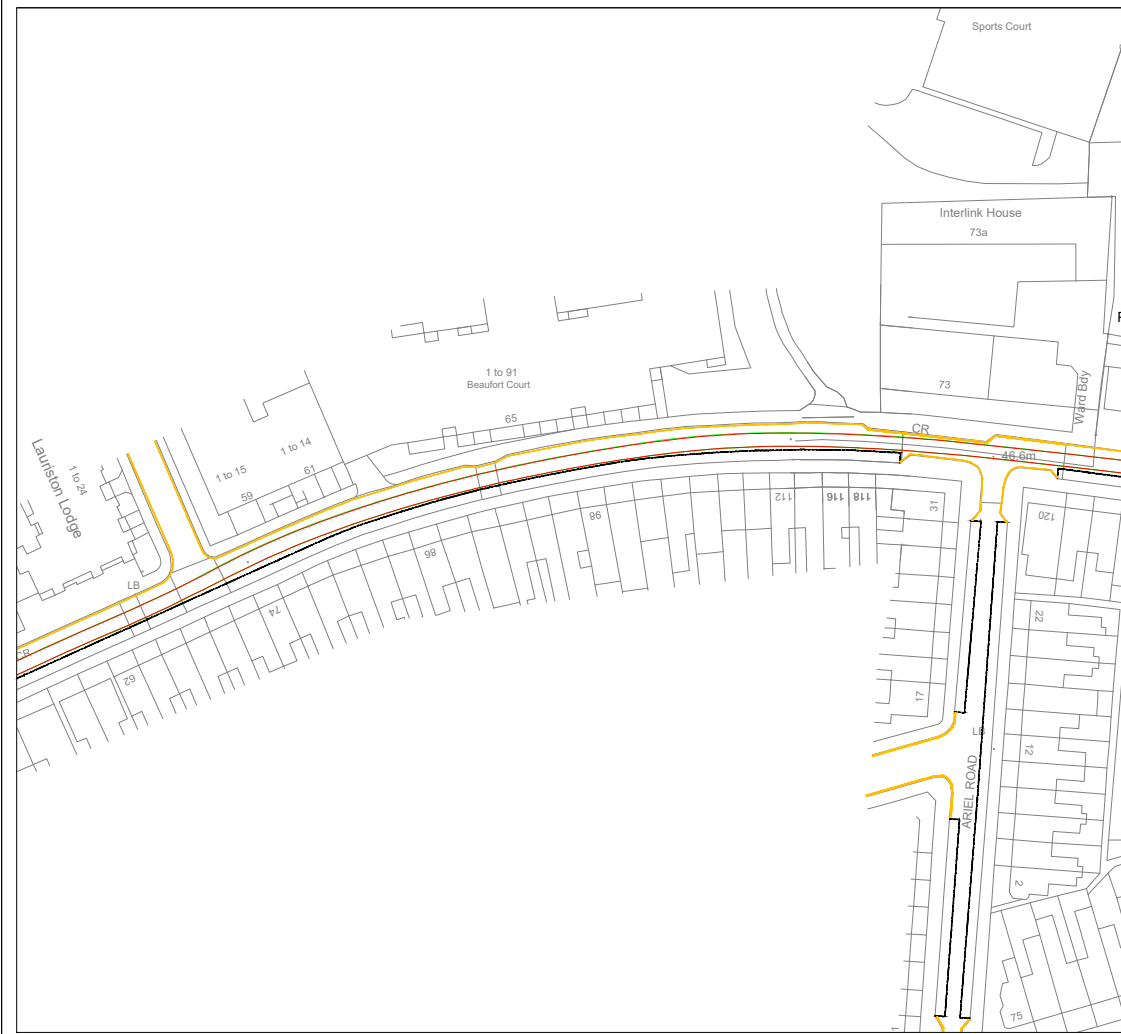 Sports Court
Interlink House
73a
1 to 91
Beaufort Court
73
Ward Bdy
65
CR
46.6m
Lauriston Lodge
1 to 24
1 to 15
1 to 14
59
61
LB
CR
62
74
86
98
112
116
118
31
120
22
17
LB
12
ARIEL ROAD
2
75